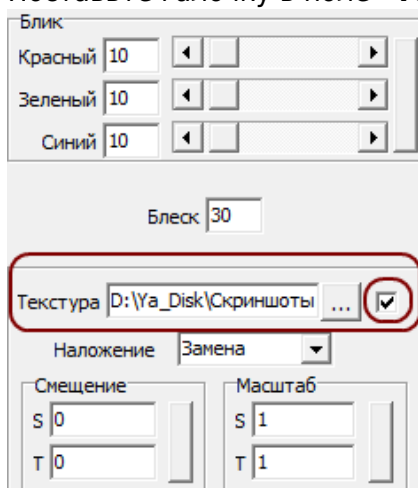 Блик
Красный 10
Зеленый 10
Синий 10
Блеск 30
Текстура D:\Ya_Disk\Скриншоты ...
Наложение Замена
Смещение Масштаб
S 0 S 1
T 0 T 1